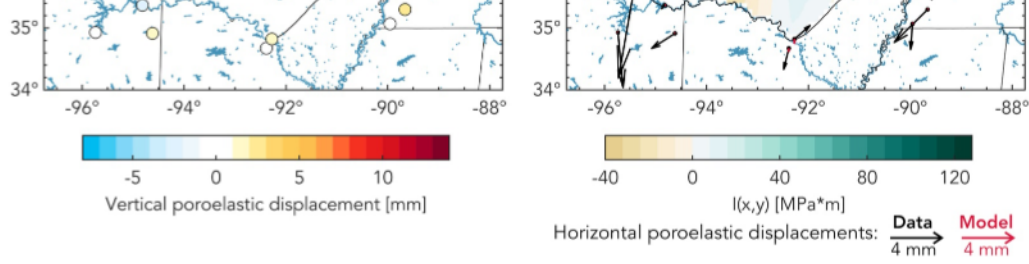 35°
35°
34°
34°
-96° -94° -92° -90° -88°
-96° -94° -92° -90° -88°
-5 0 5 10
-40 0 40 80 120
Vertical poroelastic displacement [mm]
I(x,y) [MPa*m]
Horizontal poroelastic displacements: Data Model
4 mm 4 mm